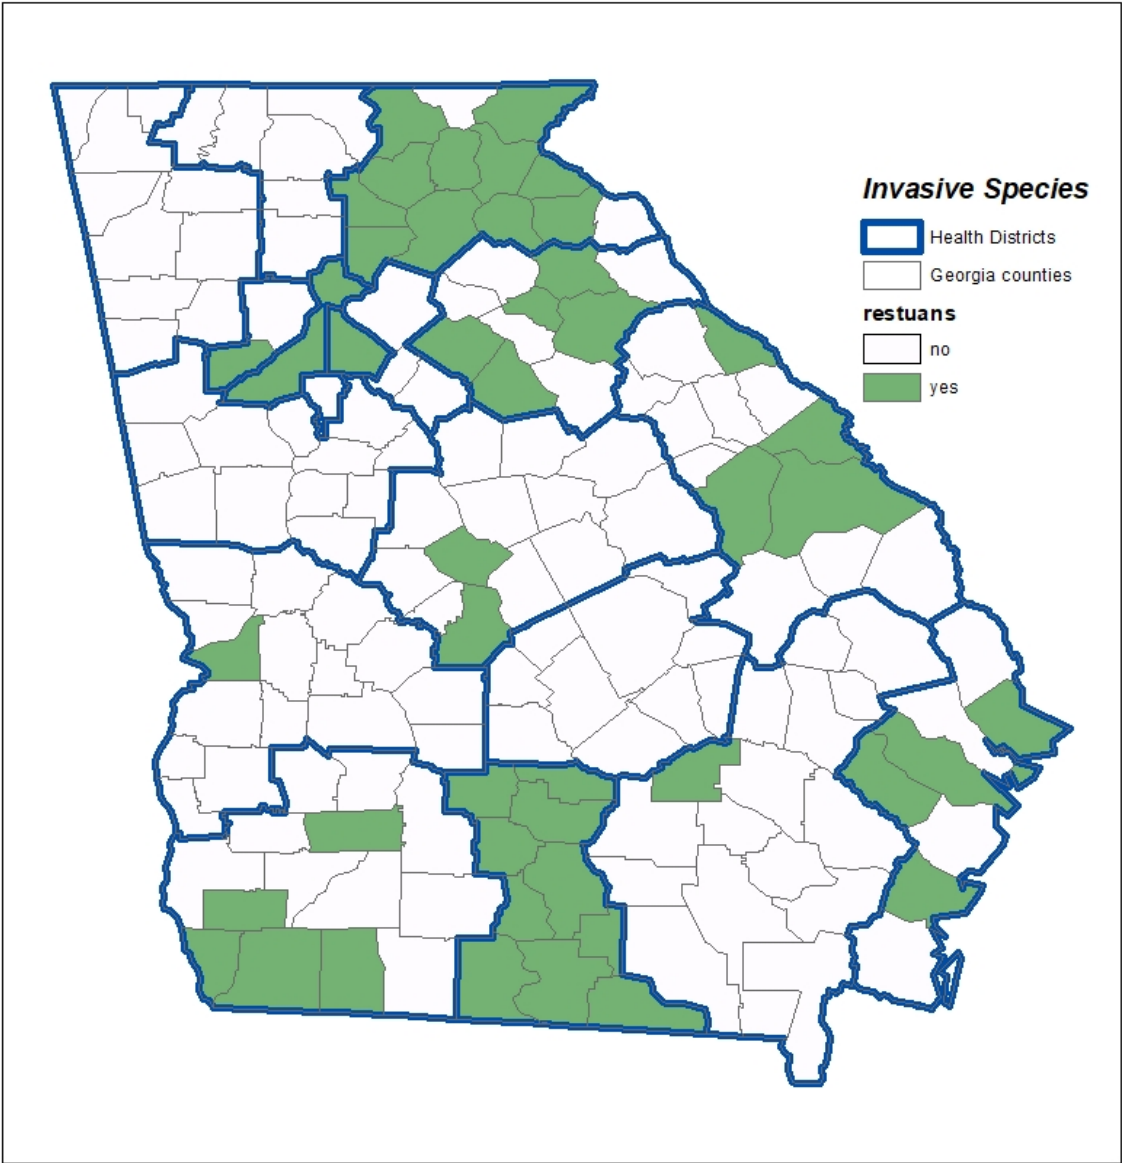 Invasive Species
Health Districts
Georgia counties
restuans
no
yes